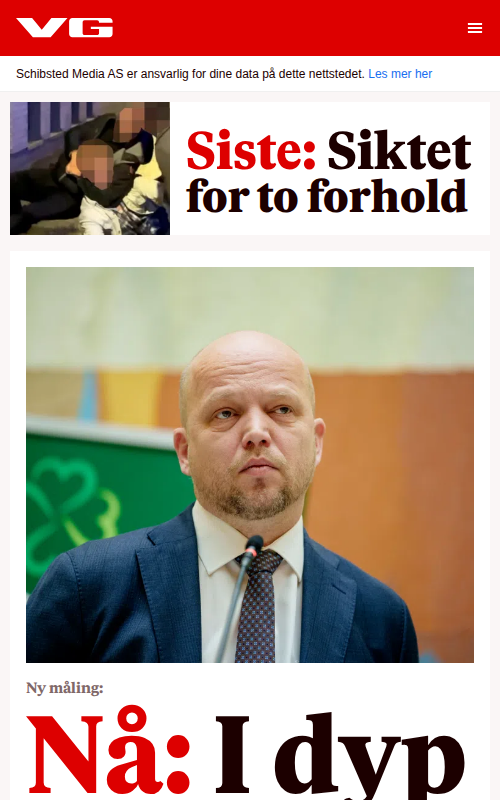 VG
Schibsted Media AS er ansvarlig for dine data på dette nettstedet. Les mer her
Siste: Siktet
for to forhold
Ny måling:
Nå: I dyp